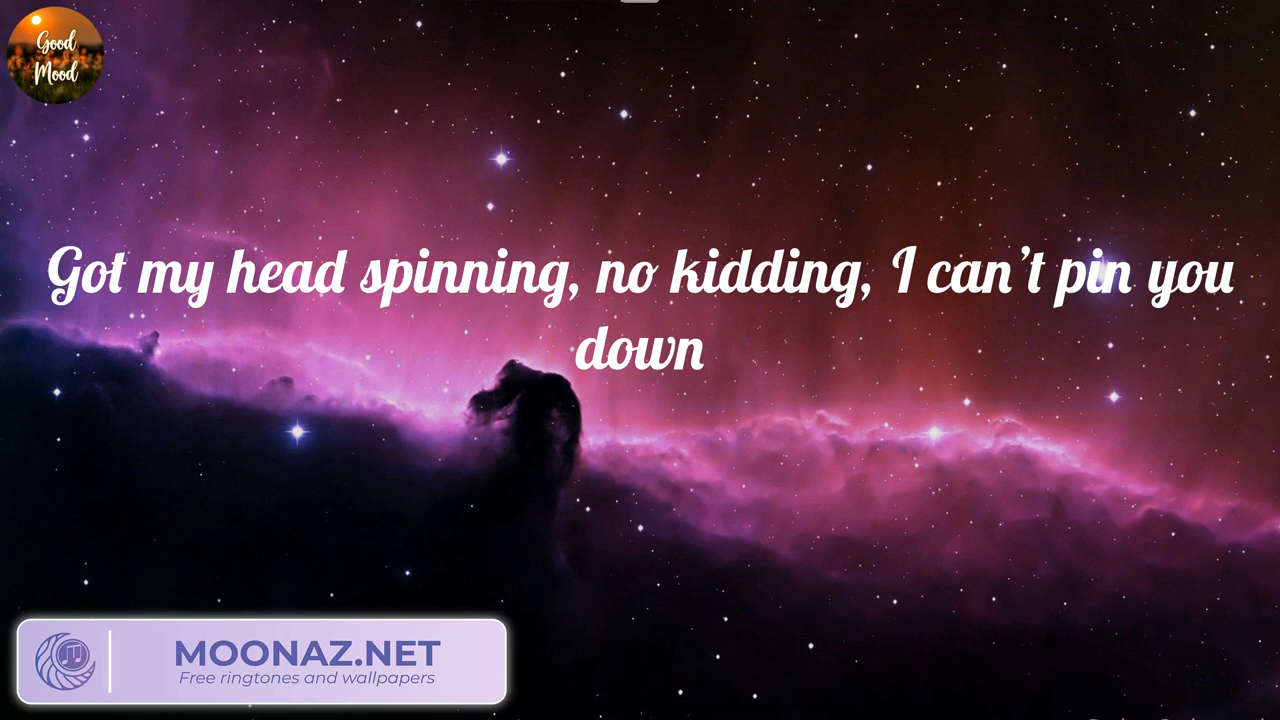 Good
Mood
Got my head spinning, no kidding, I can't pin you
down
MOONAZ.NET
Free ringtones and wallpapers